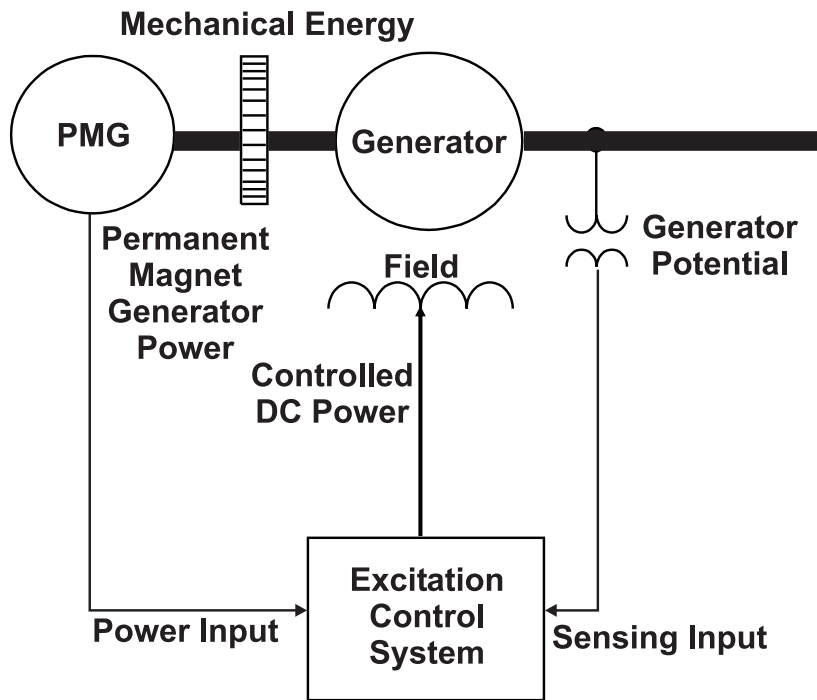 Mechanical Energy
PMG
Generator
Permanent
Magnet
Generator
Power
Field
Generator
Potential
Controlled
DC Power
Excitation
Control
System
Power Input
Sensing Input